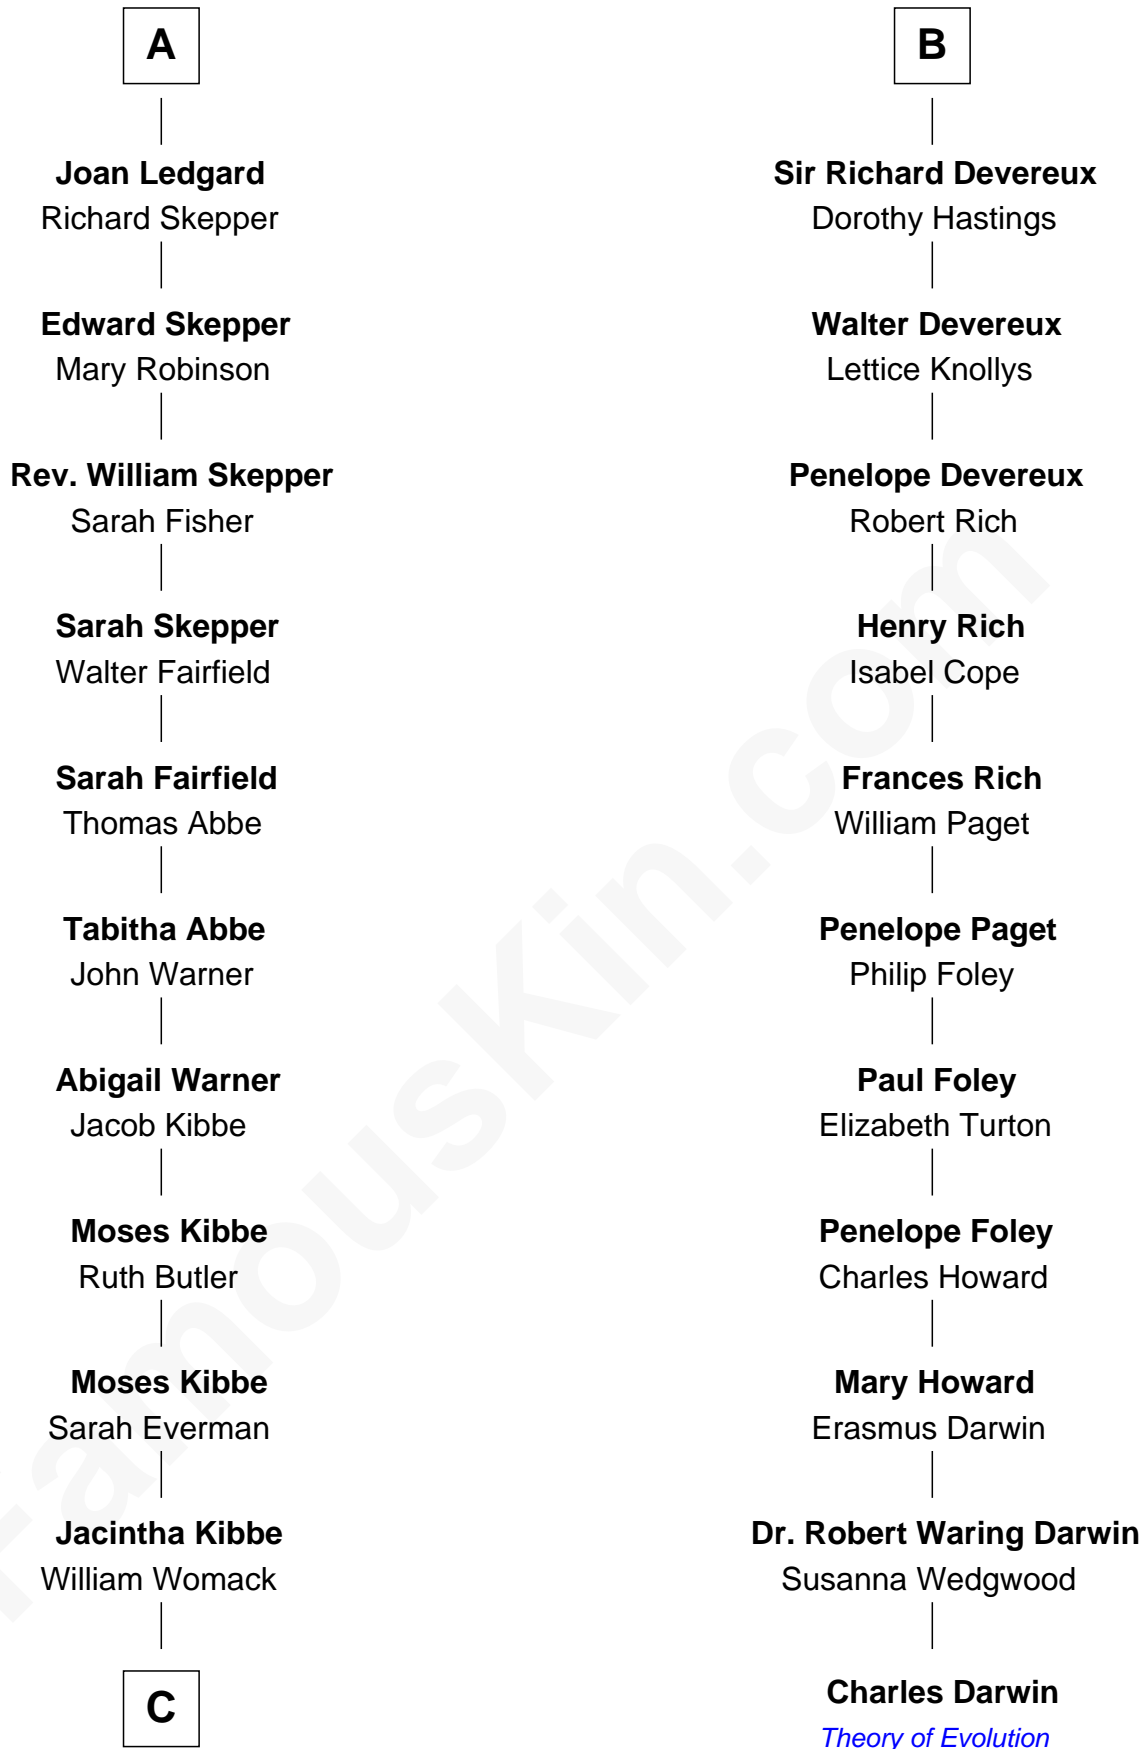 A
Joan Ledgard
Richard Skepper
Edward Skepper
Mary Robinson
Rev. William Skepper
Sarah Fisher
Sarah Skepper
Walter Fairfield
Sarah Fairfield
Thomas Abbe
Tabitha Abbe
John Warner
Abigail Warner
Jacob Kibbe
Moses Kibbe
Ruth Butler
Moses Kibbe
Sarah Everman
Jacintha Kibbe
William Womack
C
B
Sir Richard Devereux
Dorothy Hastings
Walter Devereux
Lettice Knollys
Penelope Devereux
Robert Rich
Henry Rich
Isabel Cope
Frances Rich
William Paget
Penelope Paget
Philip Foley
Paul Foley
Elizabeth Turton
Penelope Foley
Charles Howard
Mary Howard
Erasmus Darwin
Dr. Robert Waring Darwin
Susanna Wedgwood
Charles Darwin
Theory of Evolution
FamousKin.com